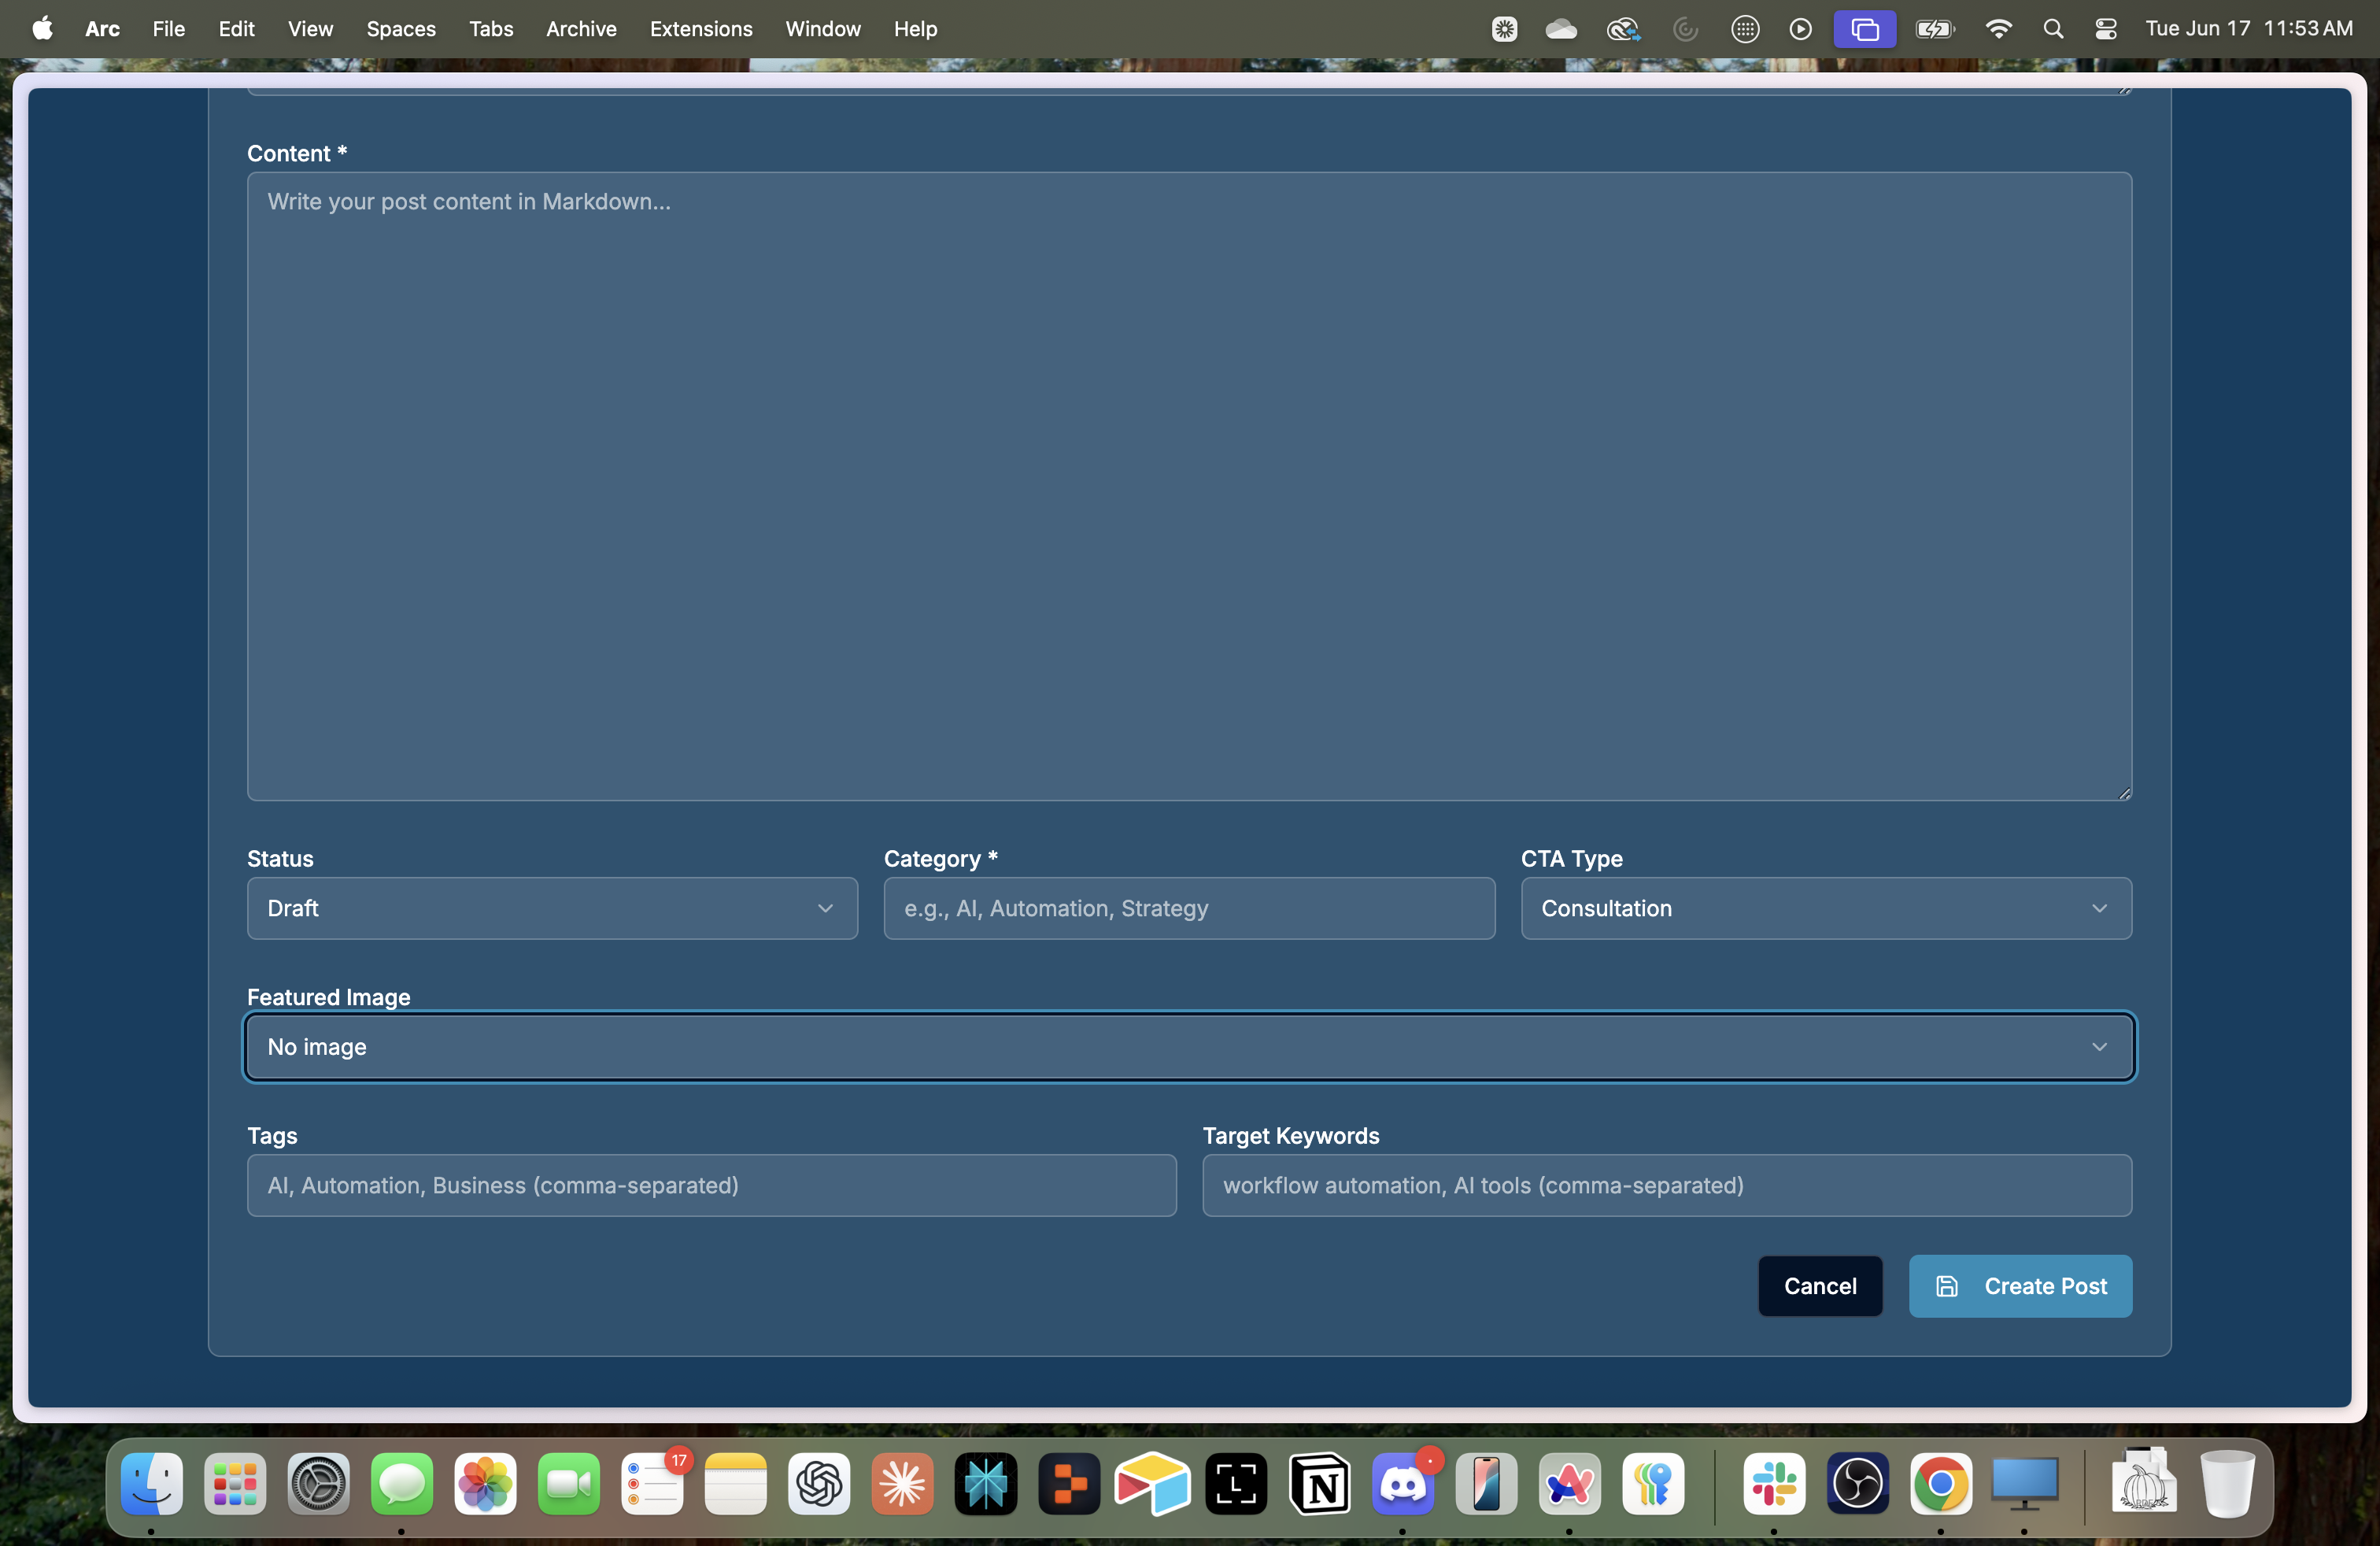 Arc File Edit View Spaces Tabs Archive Extensions Window Help Tue Jun 17 11:53 AM
Content *
Write your post content in Markdown...
Status Category * CTA Type
Draft e.g., AI, Automation, Strategy Consultation
Featured Image
No image
Tags Target Keywords
AI, Automation, Business (comma-separated) workflow automation, AI tools (comma-separated)
Cancel Create Post
17